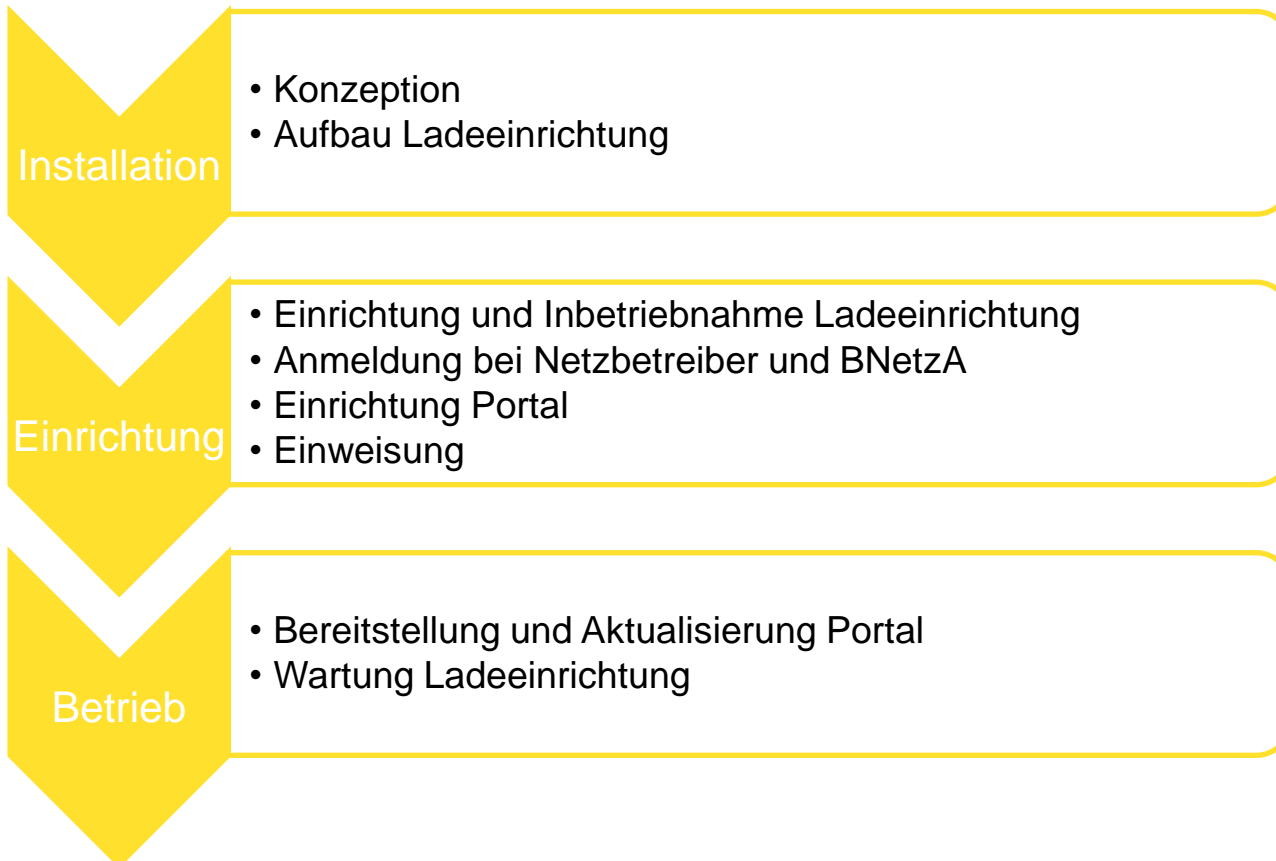 Installation
• Konzeption
• Aufbau Ladeeinrichtung
Einrichtung
• Einrichtung und Inbetriebnahme Ladeeinrichtung
• Anmeldung bei Netzbetreiber und BNetzA
• Einrichtung Portal
• Einweisung
Betrieb
• Bereitstellung und Aktualisierung Portal
• Wartung Ladeeinrichtung